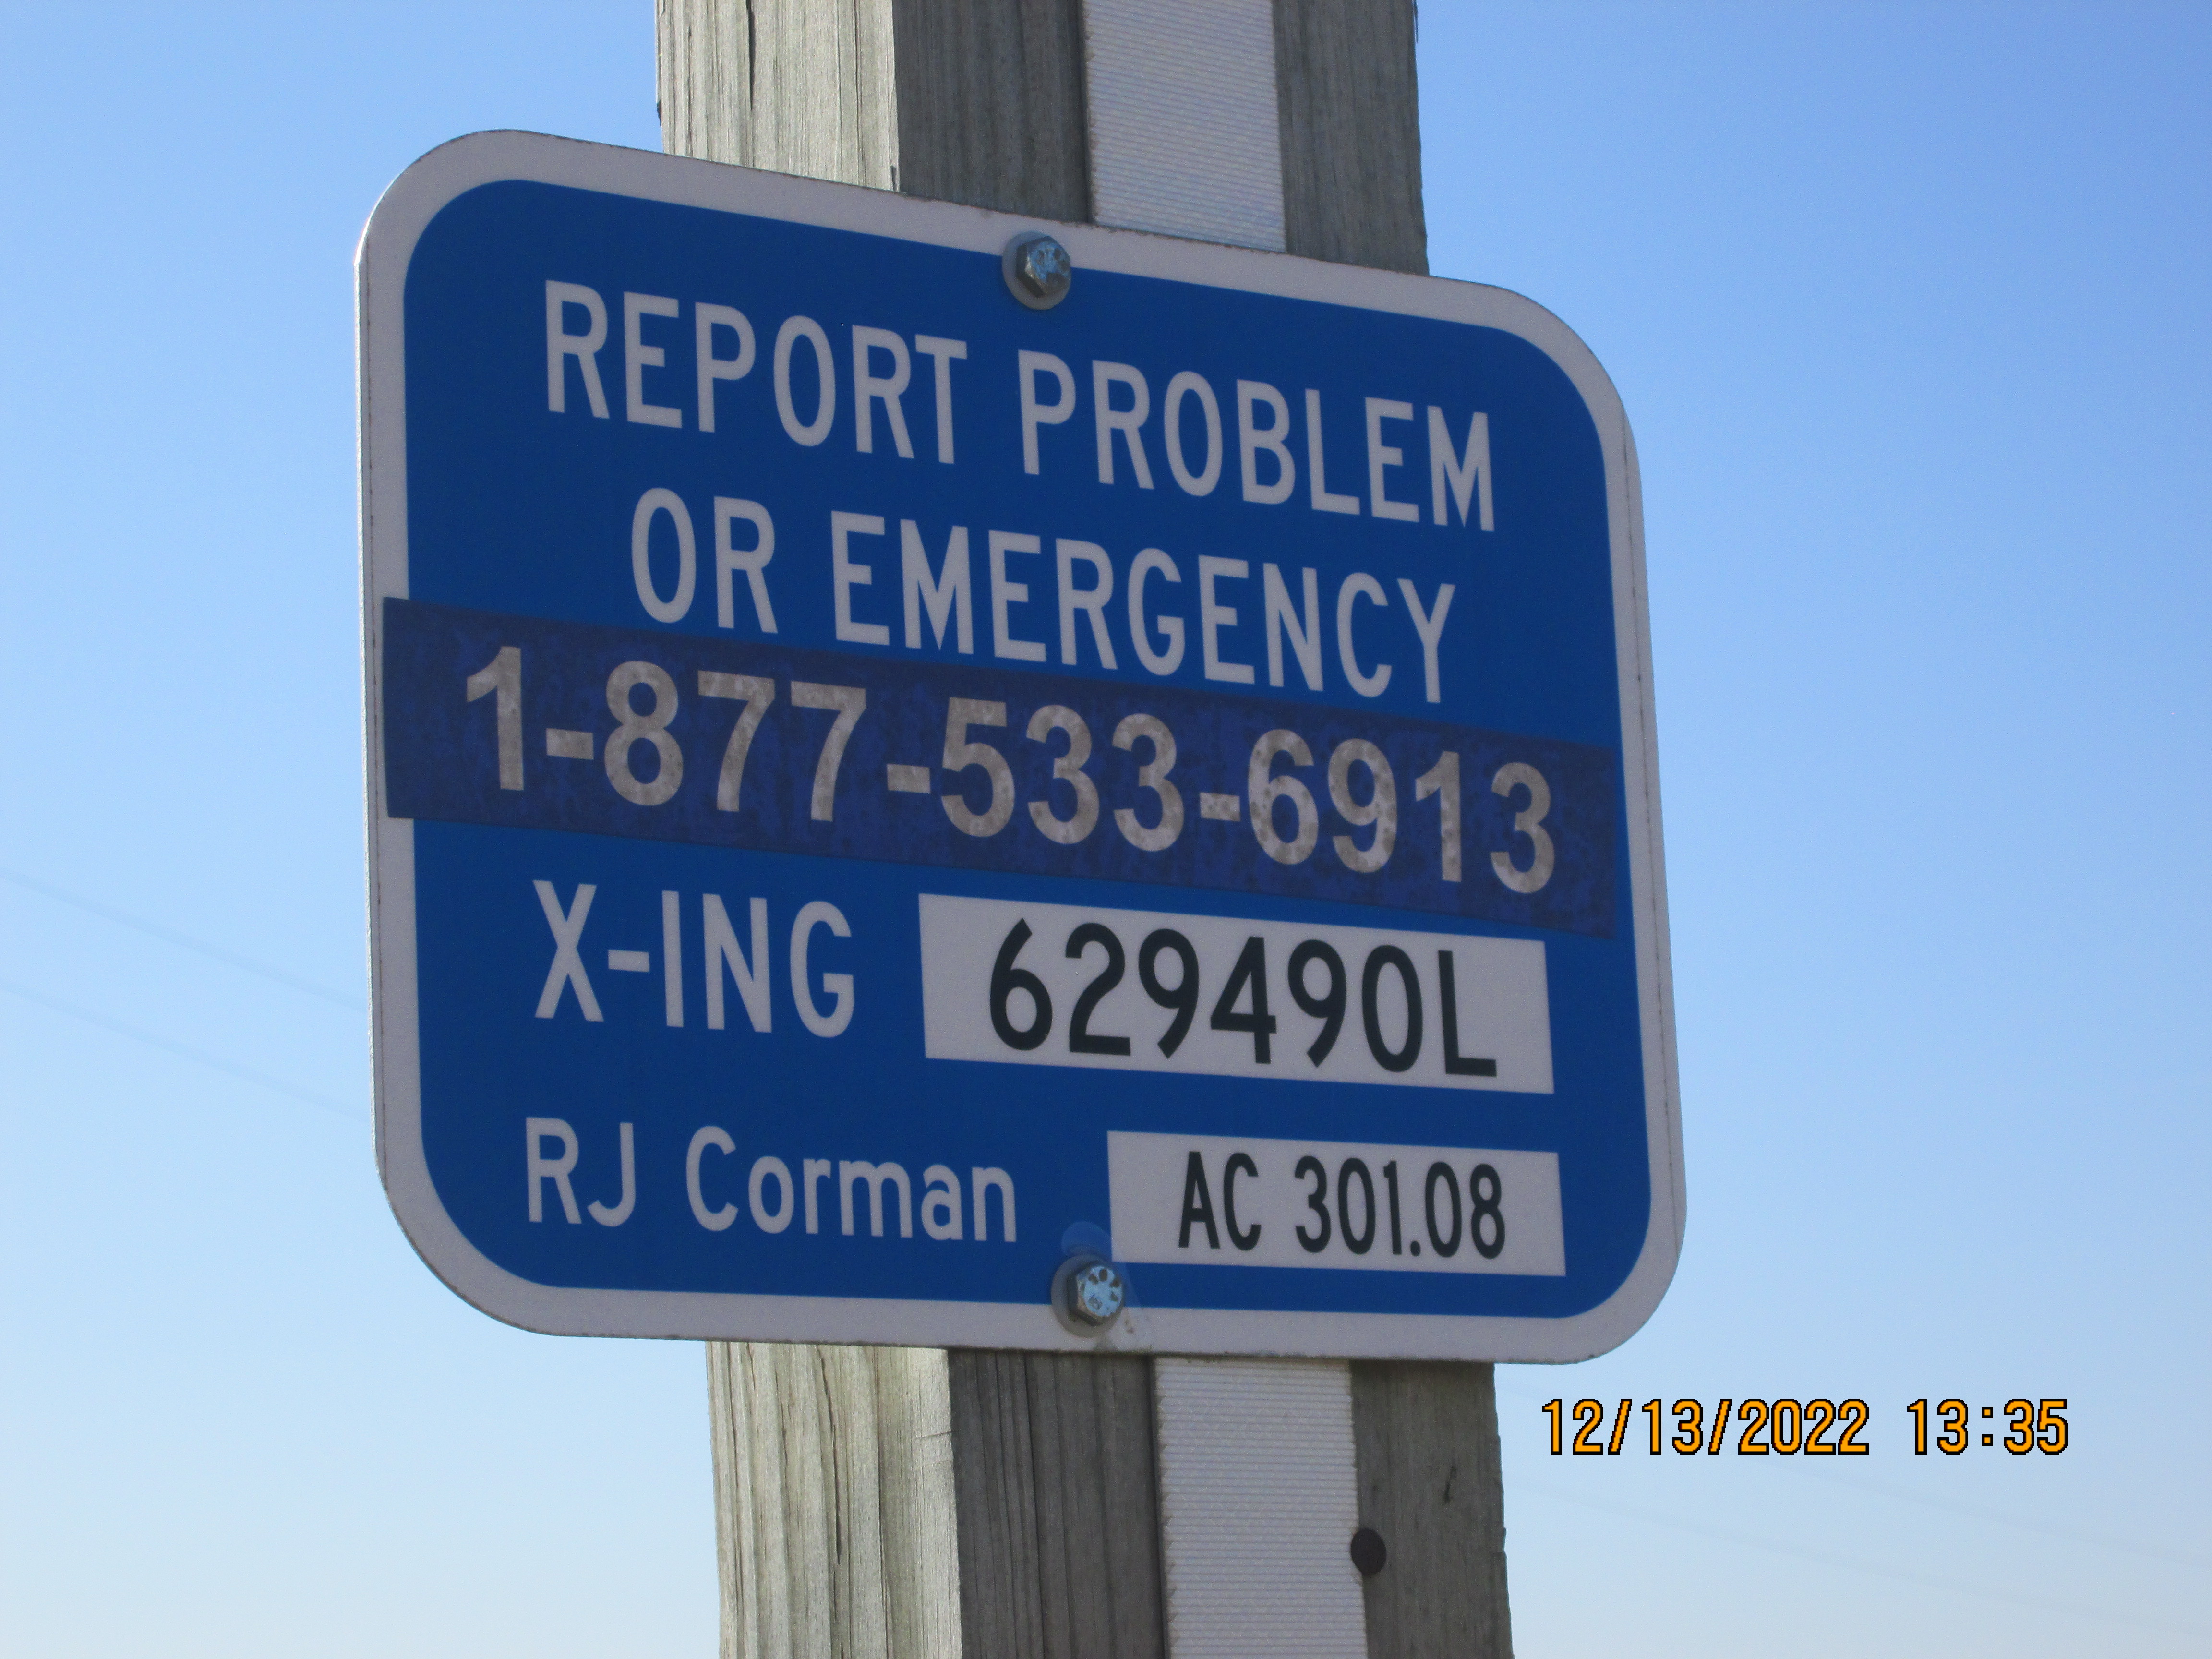 REPORT PROBLEM
OR EMERGENCY
1-877-533-6913
X-ING 629490L
RJ Corman AC 301.08
12/13/2022 13:35